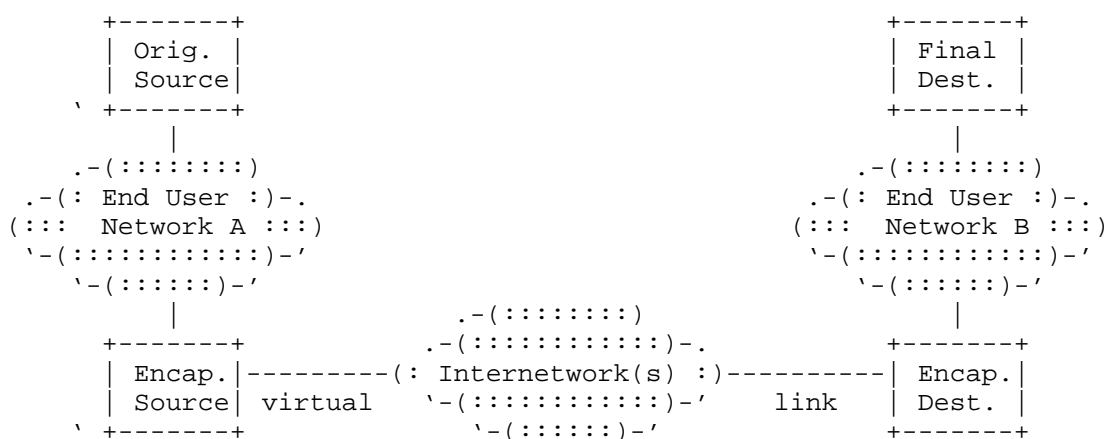 +-------+                                     +-------+
     | Orig. |                                     | Final |
     | Source|                                     | Dest. |
   ` +-------+                                     +-------+
         |                                             |
     .-(::::::::)                                  .-(::::::::)
 .-(: End User :)-.                            .-(: End User :)-.
(:::  Network A :::)                          (:::  Network B :::)
 `-(::::::::::::)-'                            `-(::::::::::::)-'
    `-(::::::)-'                                  `-(::::::)-'
         |                .-(::::::::)                 |
     +-------+          .-(::::::::::::)-.         +-------+
     | Encap.|---------(: Internetwork(s) :)----------| Encap.|
     | Source| virtual   `-(::::::::::::)-'    link   | Dest. |
   ` +-------+              `-(::::::)-'           +-------+